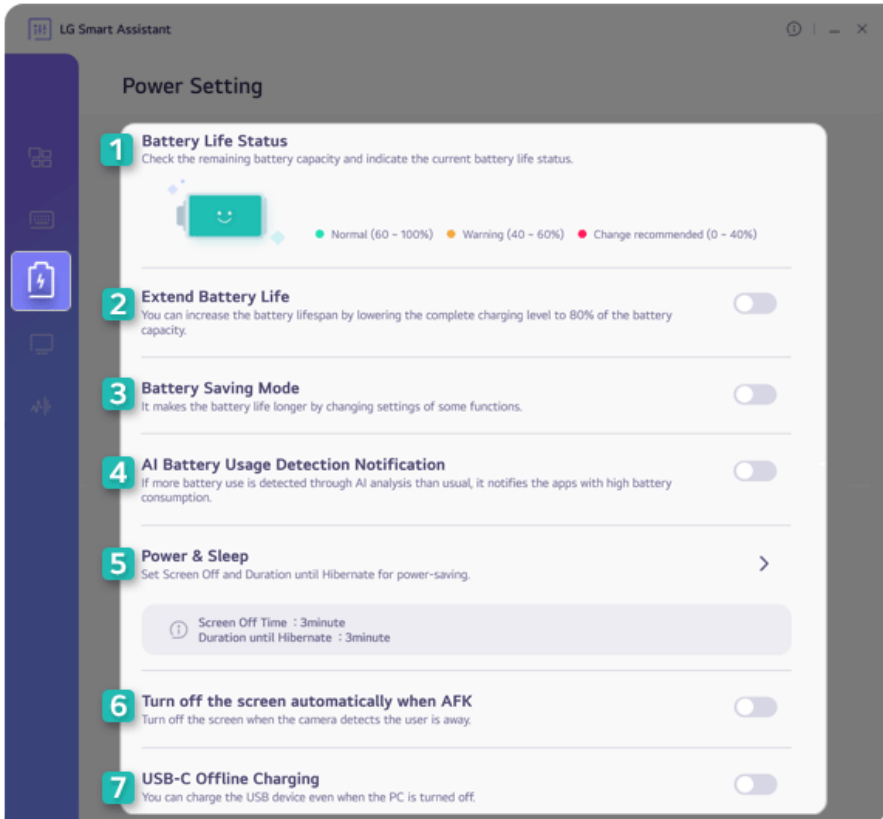 LG Smart Assistant
Power Setting
1
Battery Life Status
Check the remaining battery capacity and indicate the current battery life status.
Normal (60 ~ 100%) Warning (40 ~ 60%) Change recommended (0 ~ 40%)
2
Extend Battery Life
You can increase the battery lifespan by lowering the complete charging level to 80% of the battery
capacity.
3
Battery Saving Mode
It makes the battery life longer by changing settings of some functions.
4
AI Battery Usage Detection Notification
If more battery use is detected through AI analysis than usual, it notifies the apps with high battery
consumption.
5
Power & Sleep
Set Screen Off and Duration until Hibernate for power-saving.
Screen Off Time : 3minute
Duration until Hibernate : 3minute
6
Turn off the screen automatically when AFK
Turn off the screen when the camera detects the user is away.
7
USB-C Offline Charging
You can charge the USB device even when the PC is turned off.